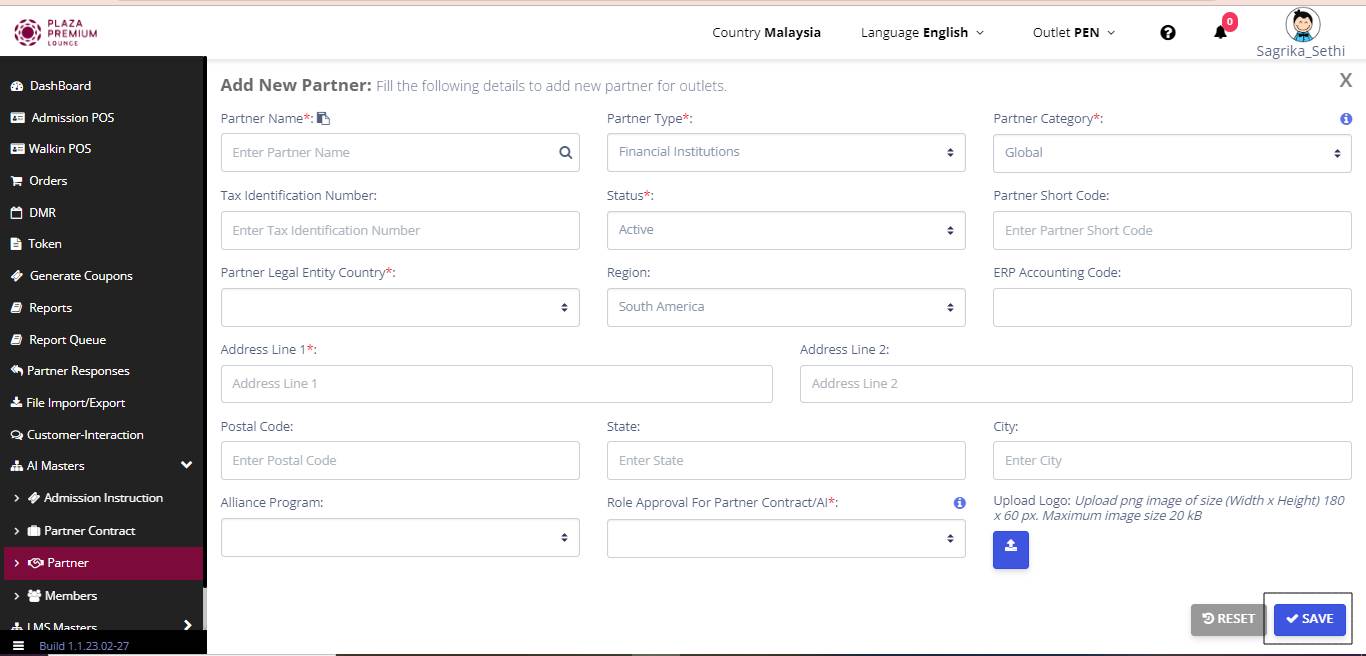 PLAZA
PREMIUM
LOUNGE
Country Malaysia
Language English
Outlet PEN
0
Sagrika_Sethi
DashBoard
Admission POS
Walkin POS
Orders
DMR
Token
Generate Coupons
Reports
Report Queue
Partner Responses
File Import/Export
Customer-Interaction
AI Masters
Admission Instruction
Partner Contract
Partner
Members
LMS Masters
Build 1.1.23.02-27
Add New Partner: Fill the following details to add new partner for outlets.
X
Partner Name*:
Partner Type*:
Partner Category*:
Enter Partner Name
Financial Institutions
Global
Tax Identification Number:
Status*:
Partner Short Code:
Enter Tax Identification Number
Active
Enter Partner Short Code
Partner Legal Entity Country*:
Region:
ERP Accounting Code:
South America
Address Line 1*:
Address Line 2:
Address Line 1
Address Line 2
Postal Code:
State:
City:
Enter Postal Code
Enter State
Enter City
Alliance Program:
Role Approval For Partner Contract/AI*:
Upload Logo: Upload png image of size (Width x Height) 180
x 60 px. Maximum image size 20 kB
RESET
SAVE